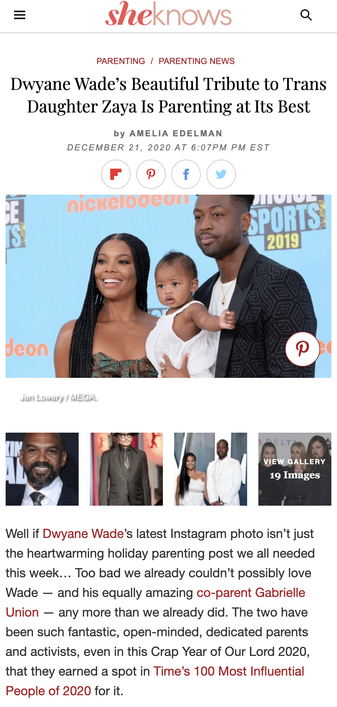 sheknows
PARENTING / PARENTING NEWS
Dwyane Wade’s Beautiful Tribute to Trans
Daughter Zaya Is Parenting at Its Best
by AMELIA EDELMAN
DECEMBER 21, 2020 AT 6:07PM PM EST
nickelodeon
CHOICE
SPORTS
2019
deon
Jen Lowery / MEGA.
VIEW GALLERY
19 Images
Well if Dwyane Wade’s latest Instagram photo isn’t just
the heartwarming holiday parenting post we all needed
this week… Too bad we already couldn’t possibly love
Wade — and his equally amazing co-parent Gabrielle
Union — any more than we already did. The two have
been such fantastic, open-minded, dedicated parents
and activists, even in this Crap Year of Our Lord 2020,
that they earned a spot in Time’s 100 Most Influential
People of 2020 for it.